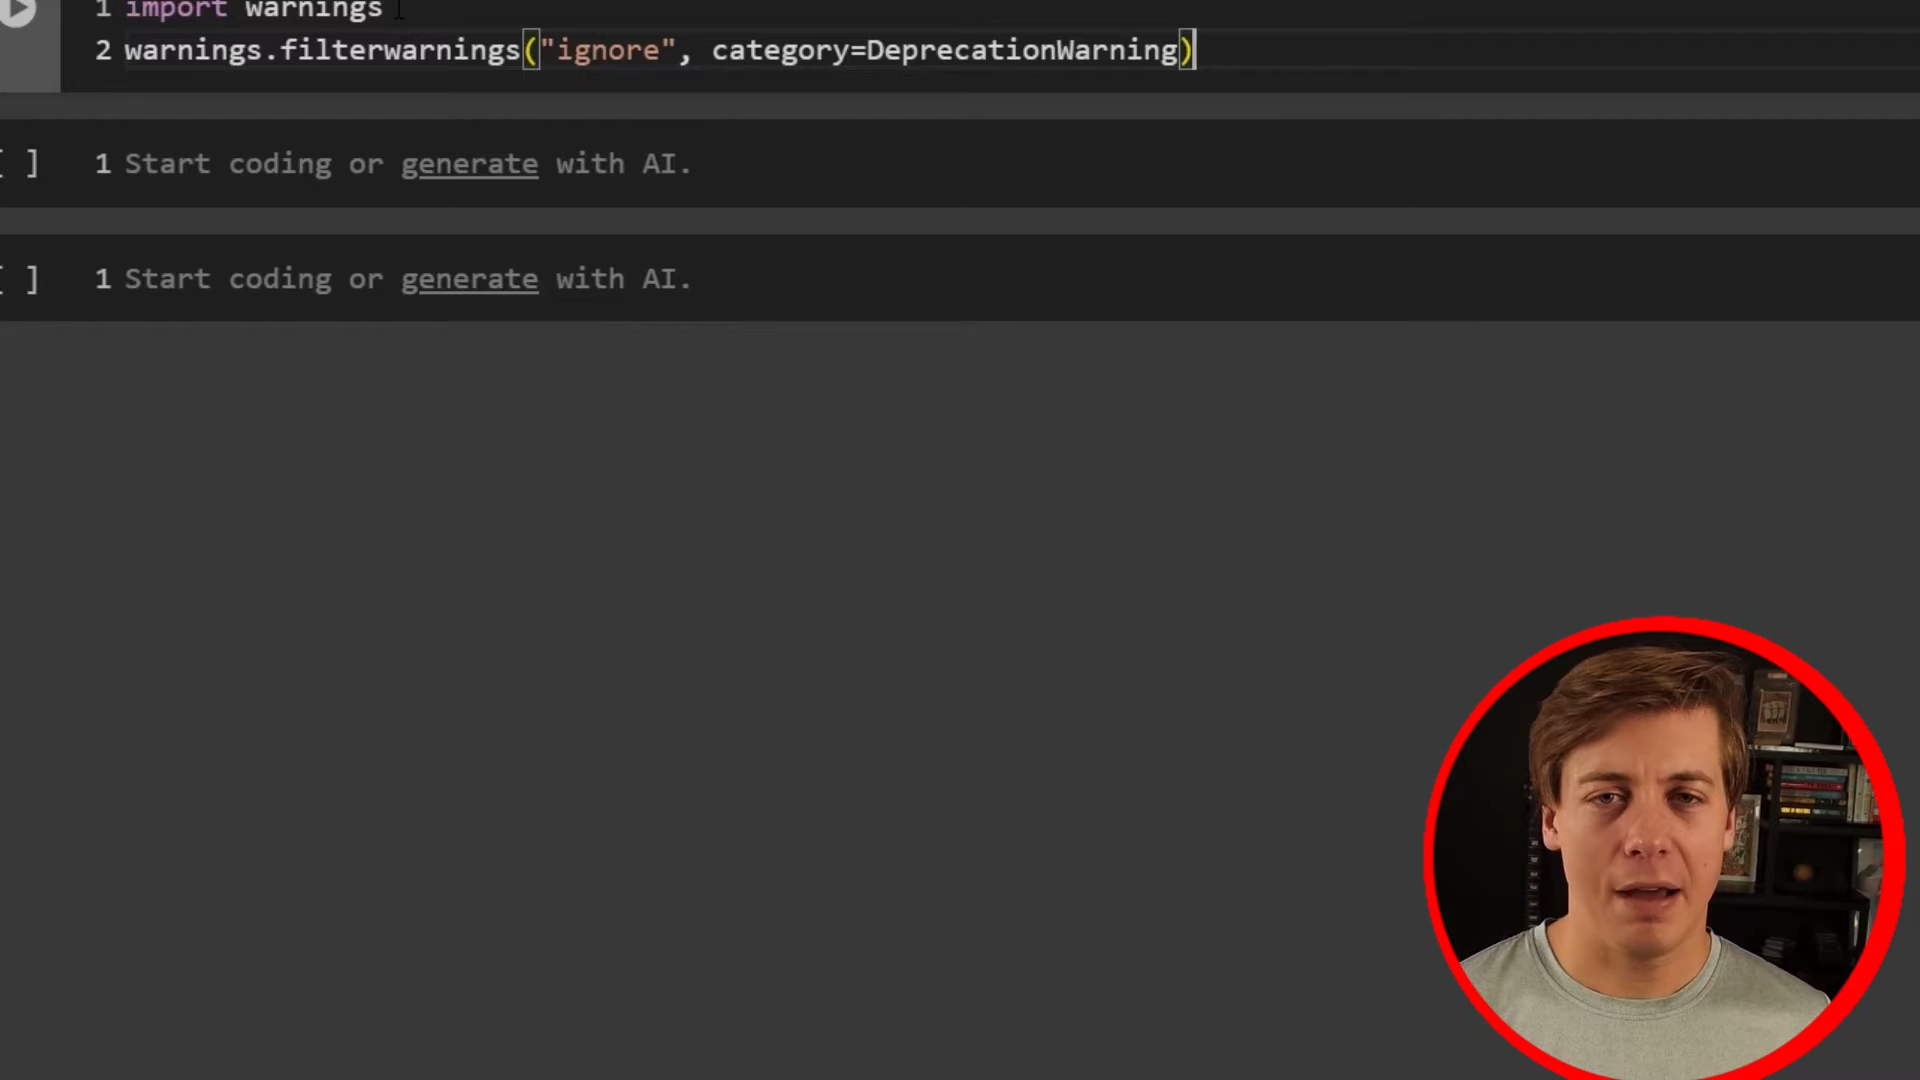 1 import warnings
2 warnings.filterwarnings("ignore", category=DeprecationWarning)
[ ] 1 Start coding or generate with AI.
[ ] 1 Start coding or generate with AI.